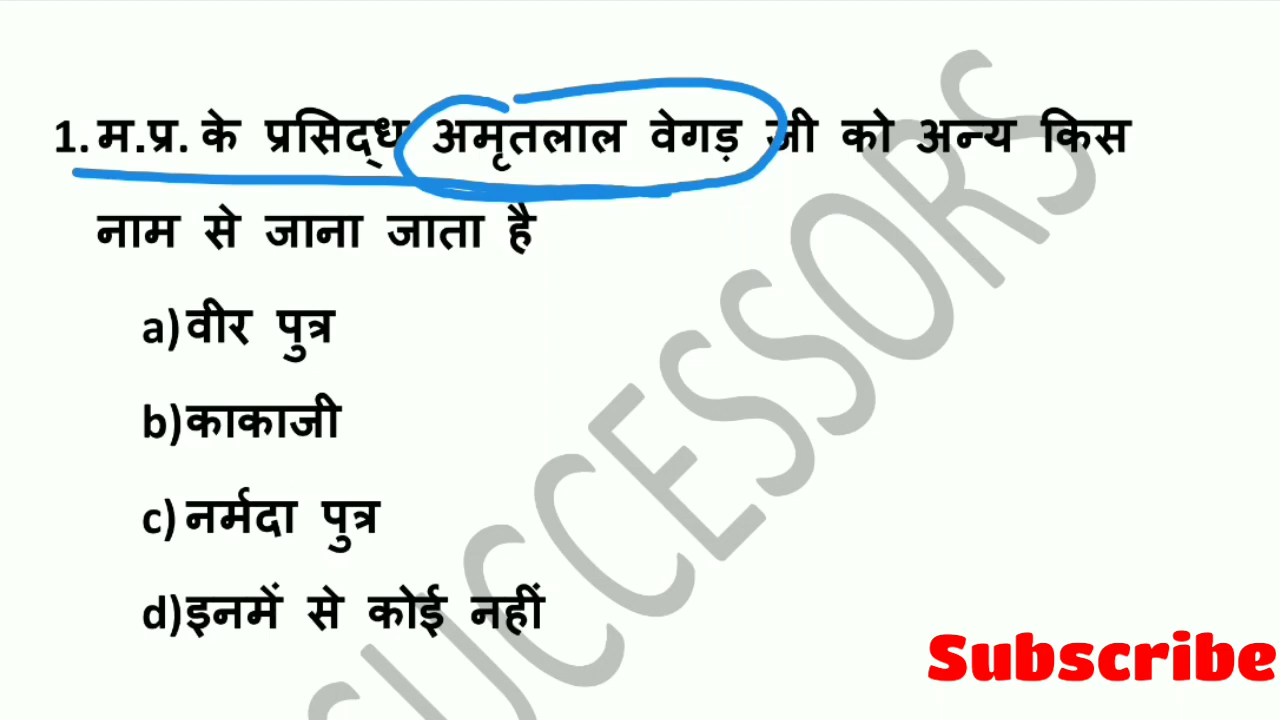 1. म.प्र. के प्रसिद्ध अमृतलाल वेगड़ जी को अन्य किस
नाम से जाना जाता है
a)वीर पुत्र
b)काकाजी
c)नर्मदा पुत्र
d)इनमें से कोई नहीं
SUCCESSORS
Subscribe